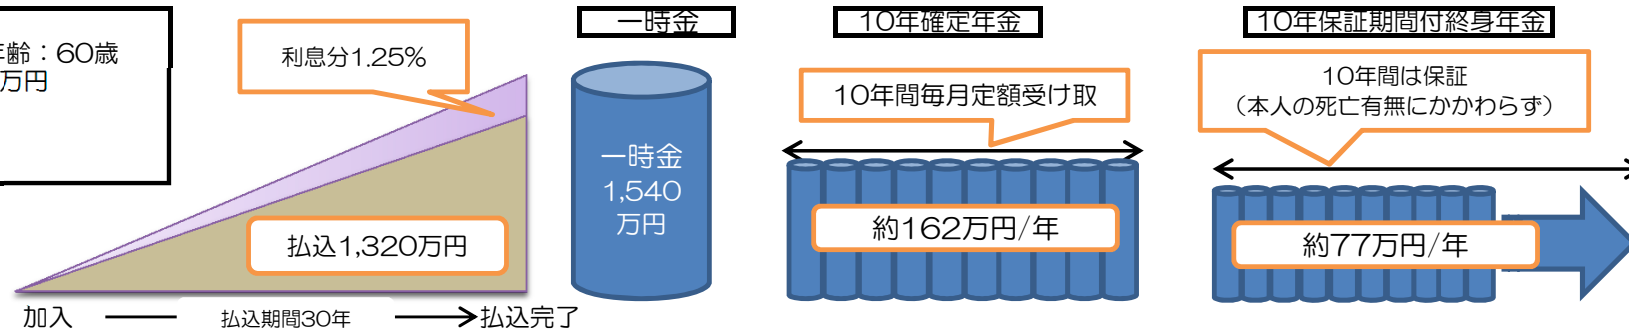 年齢：60歳
万円
利息分1.25%
払込1,320万円
加入
払込期間30年
払込完了
一時金
一時金
1,540
万円
10年確定年金
10年間毎月定額受け取
約162万円/年
10年保証期間付終身年金
10年間は保証
（本人の死亡有無にかかわらず）
約77万円/年